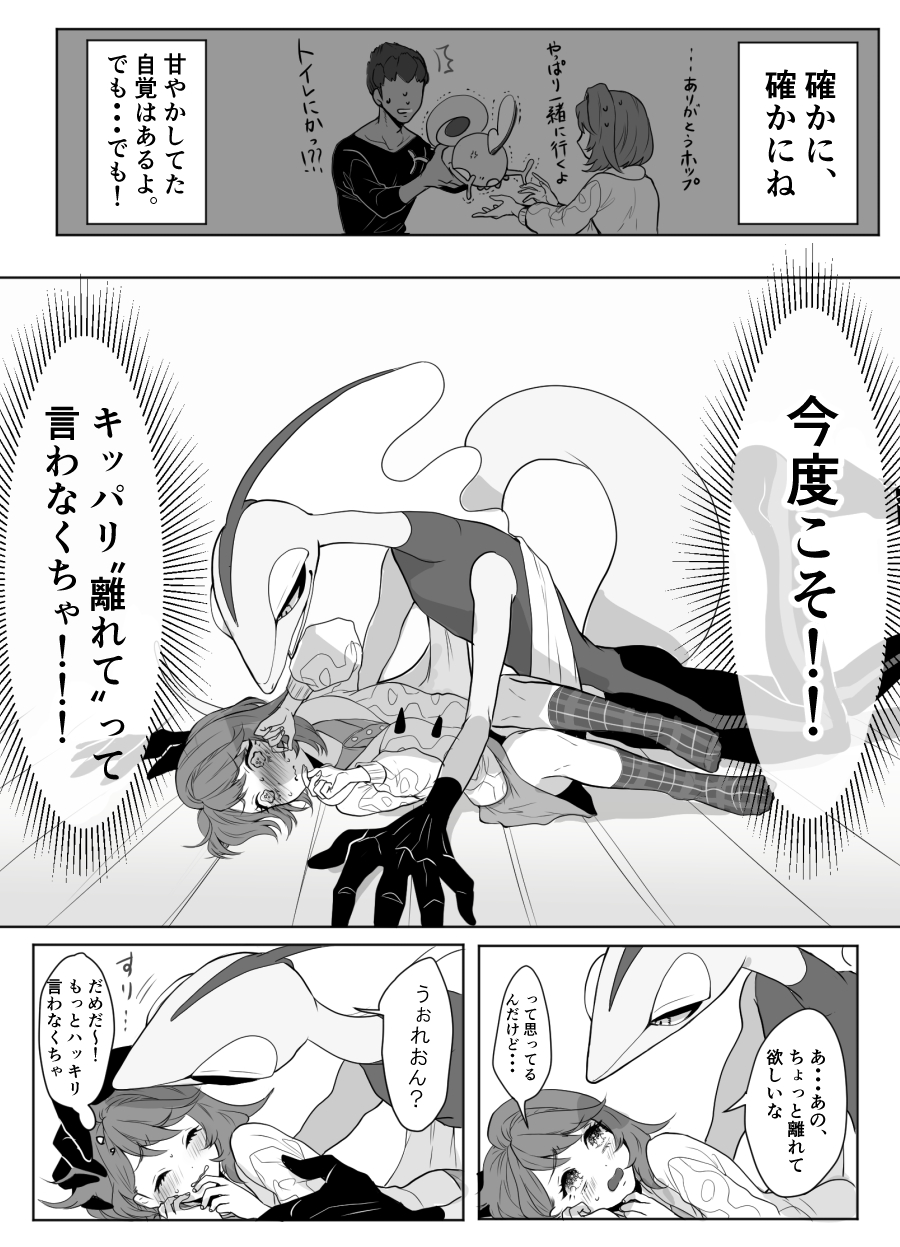 確かに、
確かにね
…ありがとうホップ
やっぱり一緒に行くよ
トイレにかっ!???
甘やかしてた
自覚はあるよ。
でも・・・でも!
今度こそ!!
キッパリ〝離れて〟って
言わなくちゃ!!!
あ・・・あの、
ちょっと離れて
欲しいな
って思ってる
んだけど・・・
うぉれおん?
すり…
だめだ~!
もっとハッキリ
言わなくちゃ